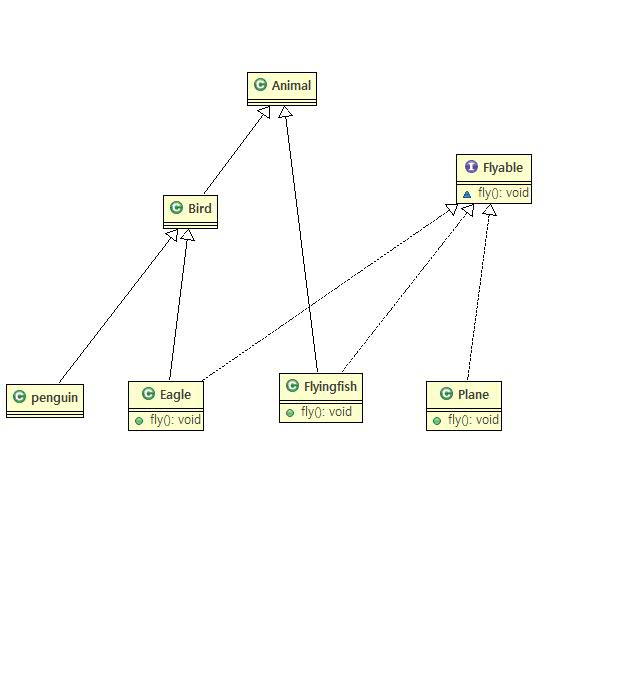 Animal
Flyable
fly(): void
Bird
penguin
Eagle
fly(): void
Flyingfish
fly(): void
Plane
fly(): void